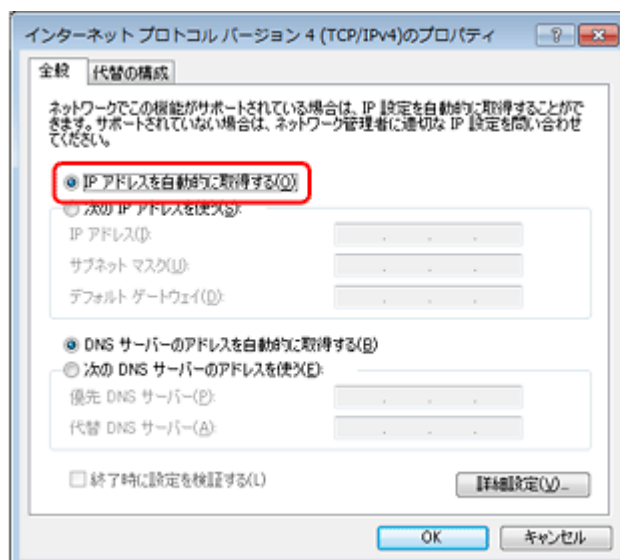 インターネット プロトコル バージョン 4 (TCP/IPv4)のプロパティ
全般 代替の構成
ネットワークでこの機能がサポートされている場合は、IP 設定を自動的に取得することがで
きます。サポートされていない場合は、ネットワーク管理者に適切な IP 設定を問い合わせ
てください。
IP アドレスを自動的に取得する(O)
次の IP アドレスを使う(S):
IP アドレス(I):
サブネット マスク(U):
デフォルト ゲートウェイ(D):
DNS サーバーのアドレスを自動的に取得する(B)
次の DNS サーバーのアドレスを使う(E):
優先 DNS サーバー(P):
代替 DNS サーバー(A):
終了時に設定を検証する(L)
詳細設定(V)...
OK キャンセル